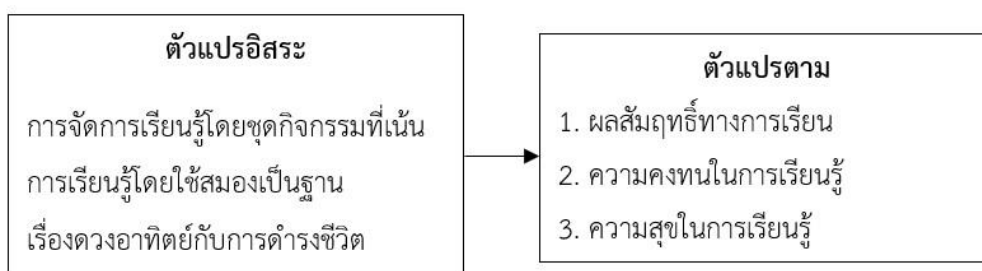 ตัวแปรอิสระ
การจัดการเรียนรู้โดยชุดกิจกรรมที่เน้น
การเรียนรู้โดยใช้สมองเป็นฐาน
เรื่องดวงอาทิตย์กับการดำรงชีวิต
ตัวแปรตาม
1. ผลสัมฤทธิ์ทางการเรียน
2. ความคงทนในการเรียนรู้
3. ความสุขในการเรียนรู้